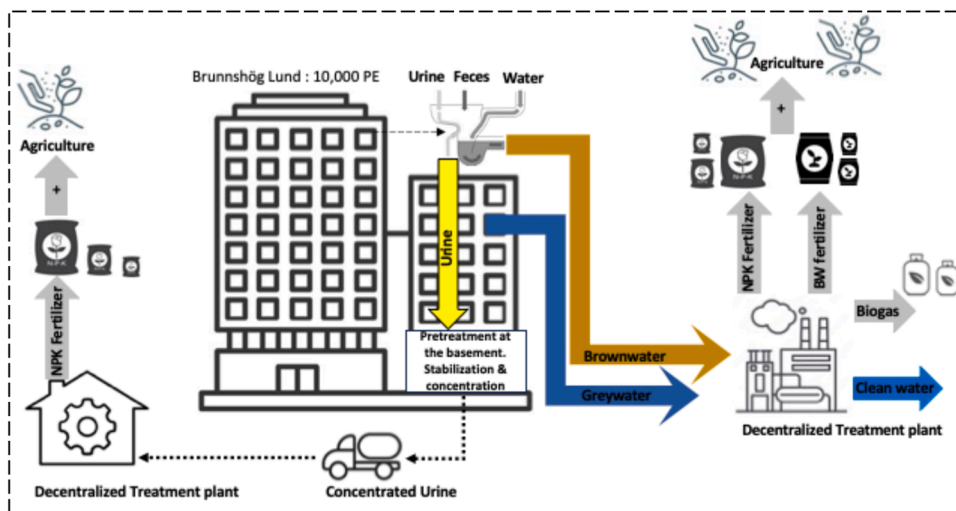 Brunnshög Lund : 10,000 PE
Urine Feces Water
Agriculture
+
N P K
NPK Fertilizer
Decentralized Treatment plant
Urine
Pretreatment at
the basement.
Stabilization &
concentration
Concentrated Urine
Brownwater
Greywater
Agriculture
+
N P K
NPK Fertilizer
BW fertilizer
Biogas
Clean water
Decentralized Treatment plant